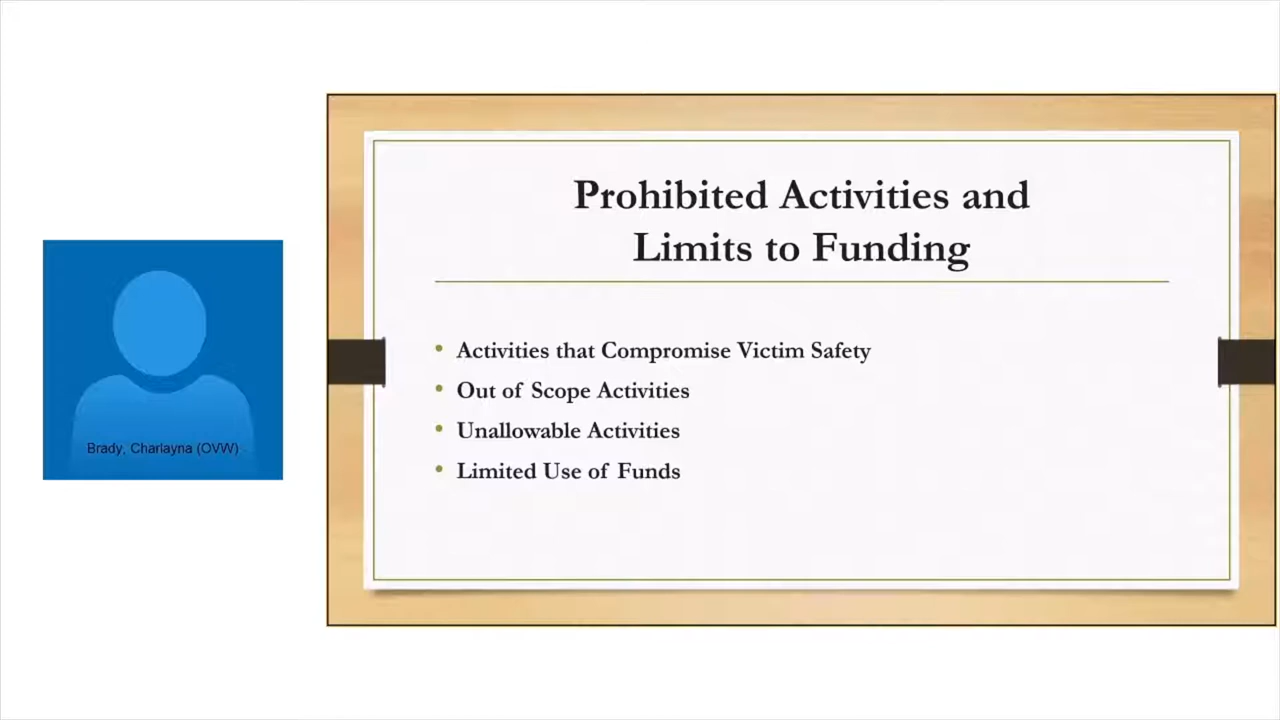 Prohibited Activities and
Limits to Funding
• Activities that Compromise Victim Safety
• Out of Scope Activities
• Unallowable Activities
• Limited Use of Funds
Brady, Charlayna (OVW)